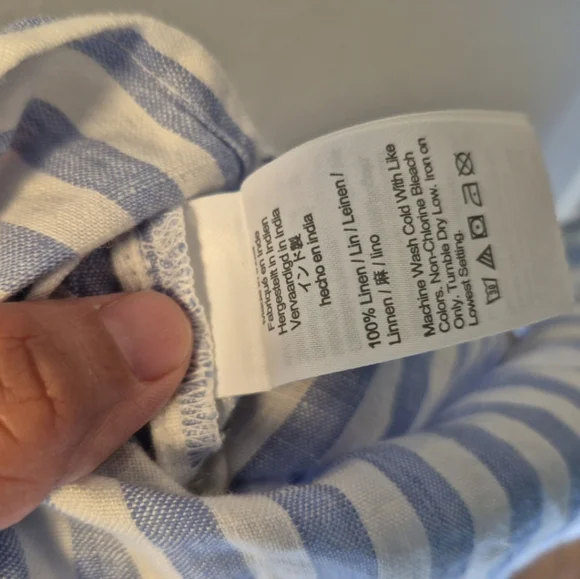 Fabriqué en Inde
Hergestellt in Indien
Vervaardigd in India
インド製
hecho en india
100% Linen / Lin / Leinen /
Linnen / 麻 / lino
Machine Wash Cold With Like
Colors. Non-Chlorine Bleach
Only. Tumble Dry Low. Iron on
Lowest Setting.